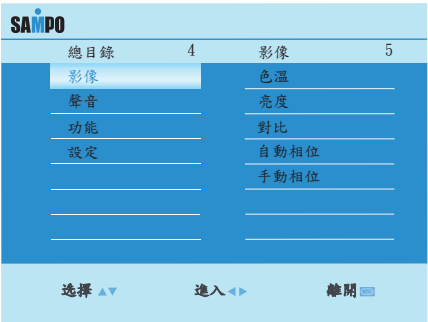 SAMPO
總目錄 4 影像 5
影像 色溫
聲音 亮度
功能 對比
設定 自動相位
手動相位
选擇 進入 離開